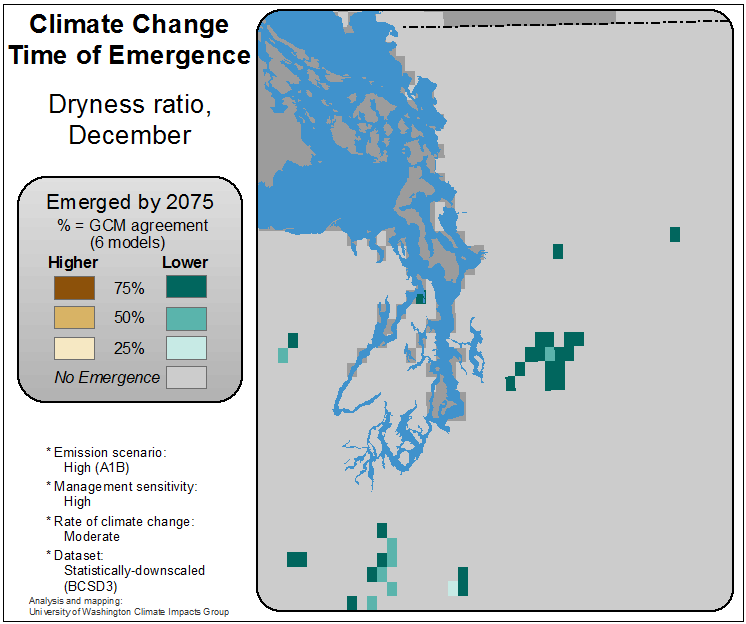 Climate Change
Time of Emergence
Dryness ratio,
December
Emerged by 2075
% = GCM agreement
(6 models)
Higher Lower
75%
50%
25%
No Emergence
* Emission scenario:
High (A1B)
* Management sensitivity:
High
* Rate of climate change:
Moderate
* Dataset:
Statistically-downscaled
(BCSD3)
Analysis and mapping:
University of Washington Climate Impacts Group